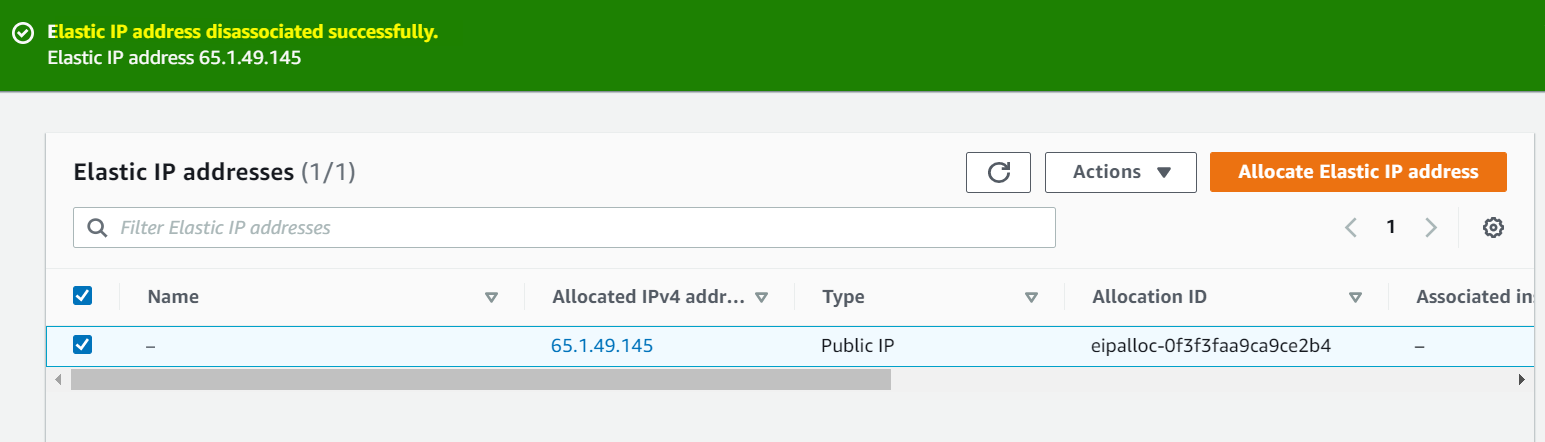 Elastic IP address disassociated successfully.
Elastic IP address 65.1.49.145
Elastic IP addresses (1/1)
Actions
Allocate Elastic IP address
Filter Elastic IP addresses
1
Name Allocated IPv4 addr... Type Allocation ID Associated ins
– 65.1.49.145 Public IP eipalloc-0f3f3faa9ca9ce2b4 –